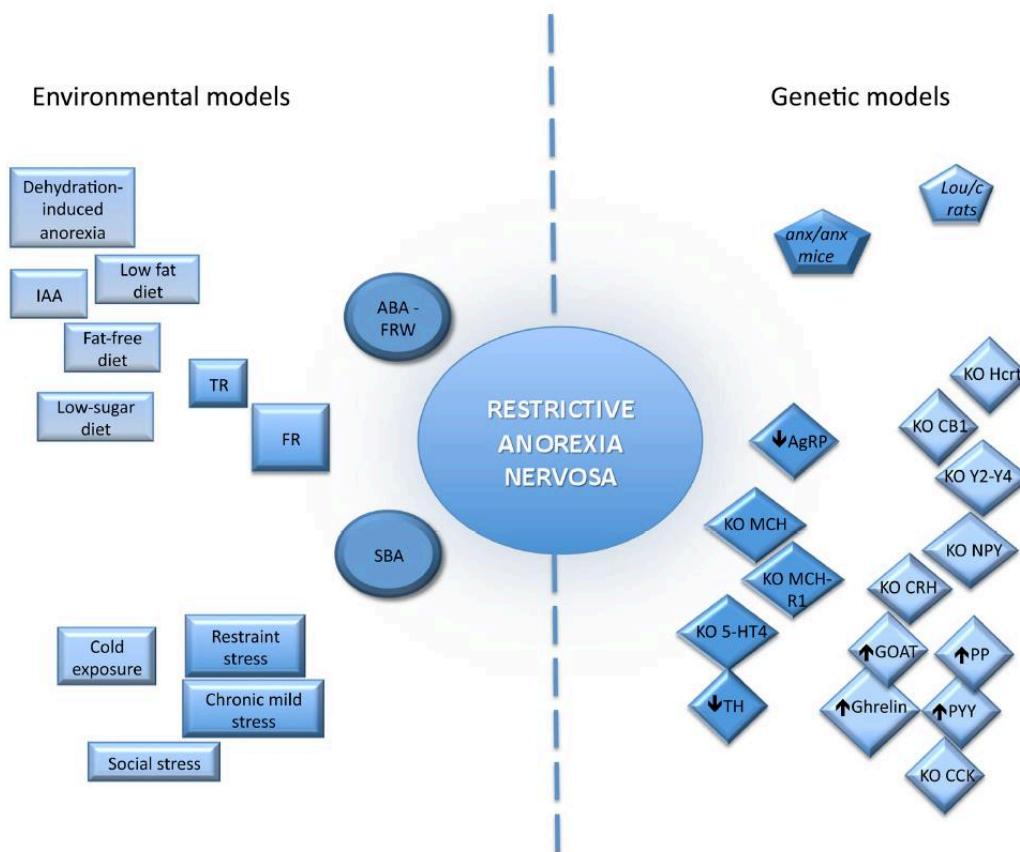 Environmental models
Dehydration-
induced
anorexia
IAA
Low fat
diet
Fat-free
diet
Low-sugar
diet
TR
FR
ABA -
FRW
SBA
Cold
exposure
Restraint
stress
Chronic mild
stress
Social stress
RESTRICTIVE
ANOREXIA
NERVOSA
Genetic models
Lou/c
rats
anx/anx
mice
KO Hcrt
KO CB1
↓AgRP
KO Y2-Y4
KO MCH
KO NPY
KO MCH-
R1
KO CRH
KO 5-HT4
↑GOAT
↑PP
↓TH
↑Ghrelin
↑PYY
KO CCK